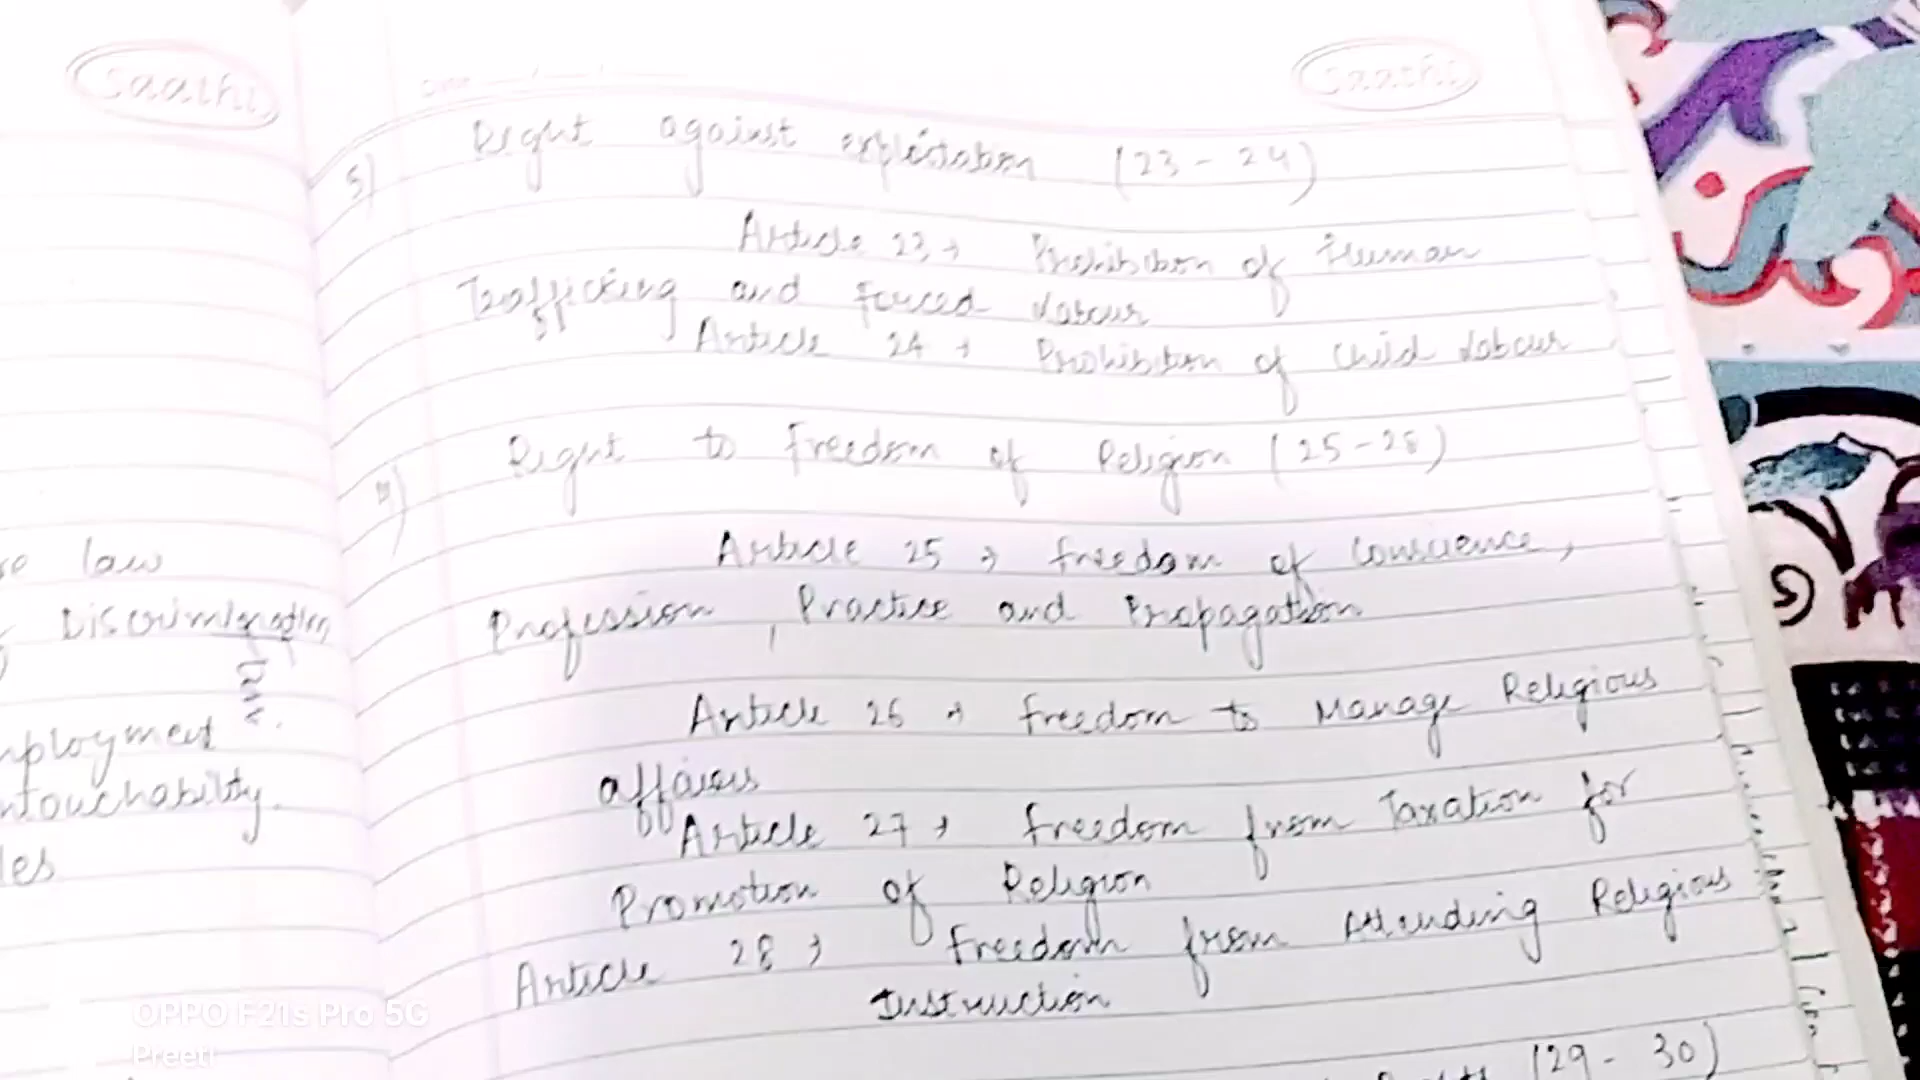 saathi
Date
saathi
5) Right against exploitation (23 - 24)
Article 23 → Prohibition of Human
Trafficking and Forced Labour
Article 24 → Prohibition of Child Labour
Right to Freedom of Religion (25-28)
Article 25 → freedom of Conscience,
Profession, Practice and Propagation
Article 26 → freedom to Manage Religious
affairs
Article 27 → freedom from Taxation for
Promotion of Religion
Article 28 → Freedom from Attending Religious
Instruction
(29 - 30)
law
Discrimination
mployment
ntouchability.
les
OPPO F21s Pro 5G
Preeti